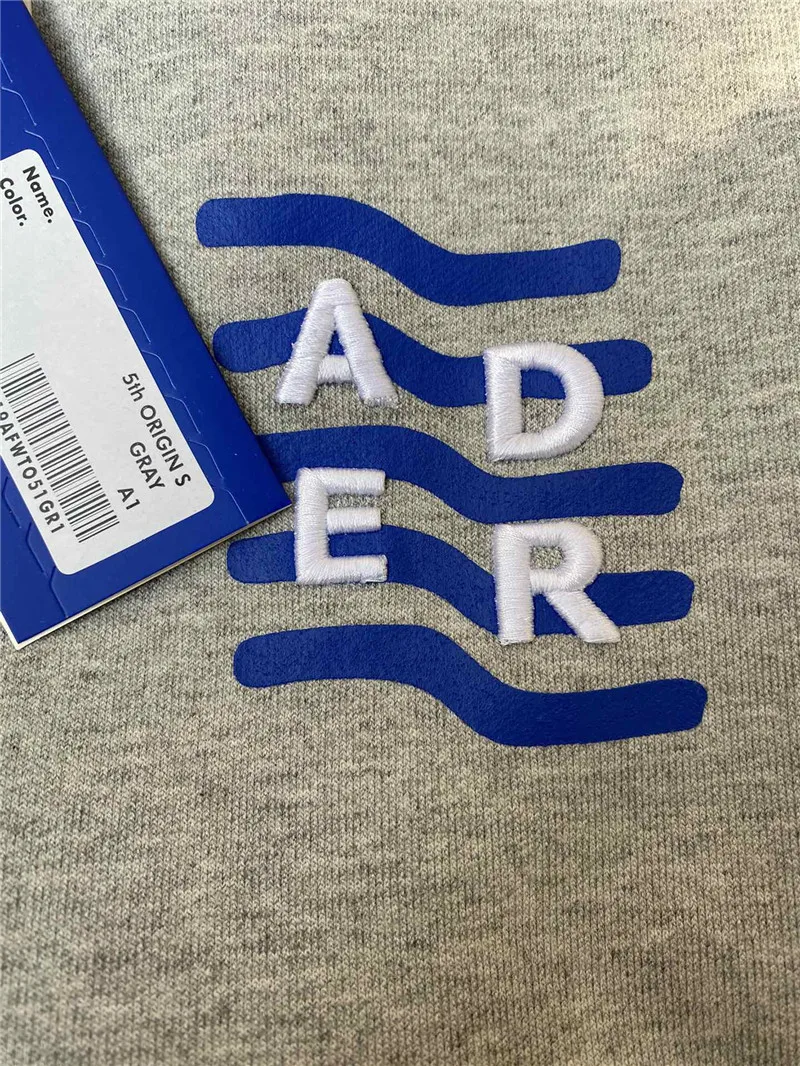 Name.
Color.
5th ORIGIN S
GRAY
A1
A D
E R